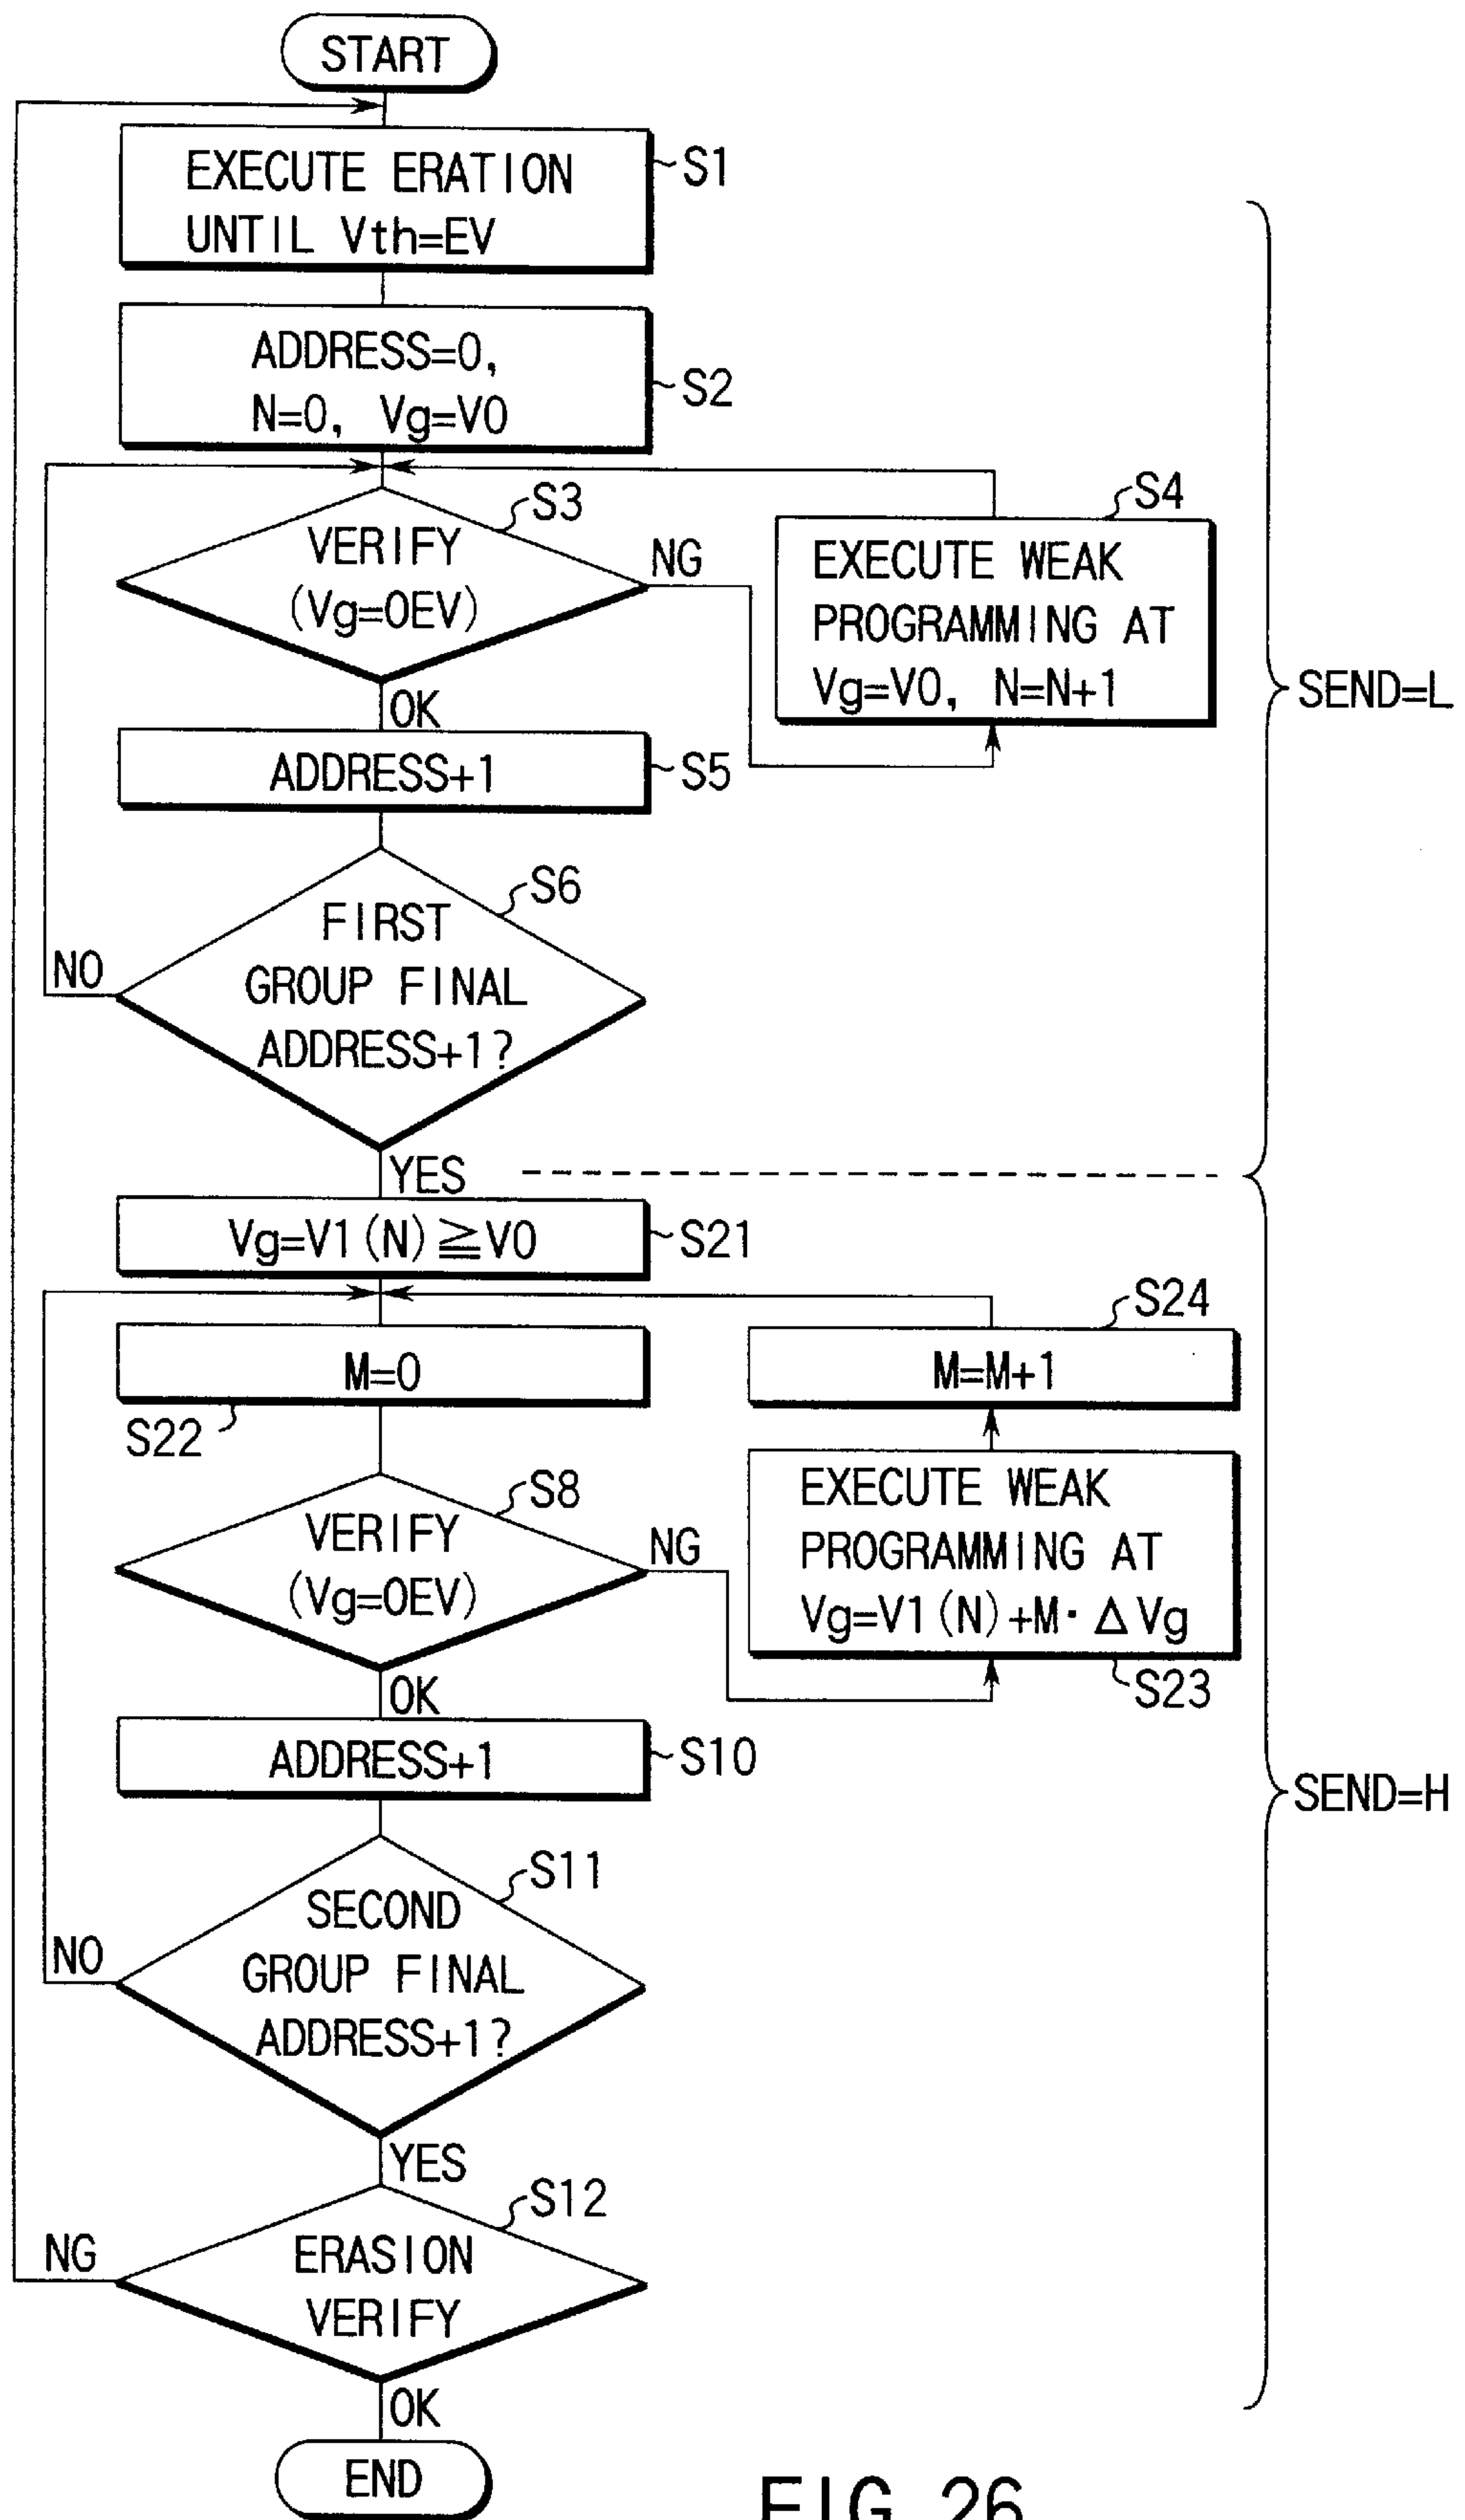 START
EXECUTE ERATION
UNTIL Vth=EV
S1
ADDRESS=0,
N=0, Vg=V0
S2
VERIFY
(Vg=OEV)
S3
NG
OK
EXECUTE WEAK
PROGRAMMING AT
Vg=V0, N=N+1
S4
SEND=L
ADDRESS+1
S5
FIRST
GROUP FINAL
ADDRESS+1?
S6
NO
YES
Vg=V1(N)≧V0
S21
M=0
S22
M=M+1
S24
VERIFY
(Vg=OEV)
S8
NG
OK
EXECUTE WEAK
PROGRAMMING AT
Vg=V1(N)+M·ΔVg
S23
ADDRESS+1
S10
SEND=H
SECOND
GROUP FINAL
ADDRESS+1?
S11
NO
YES
ERASION
VERIFY
S12
NG
OK
END
FIG. 26